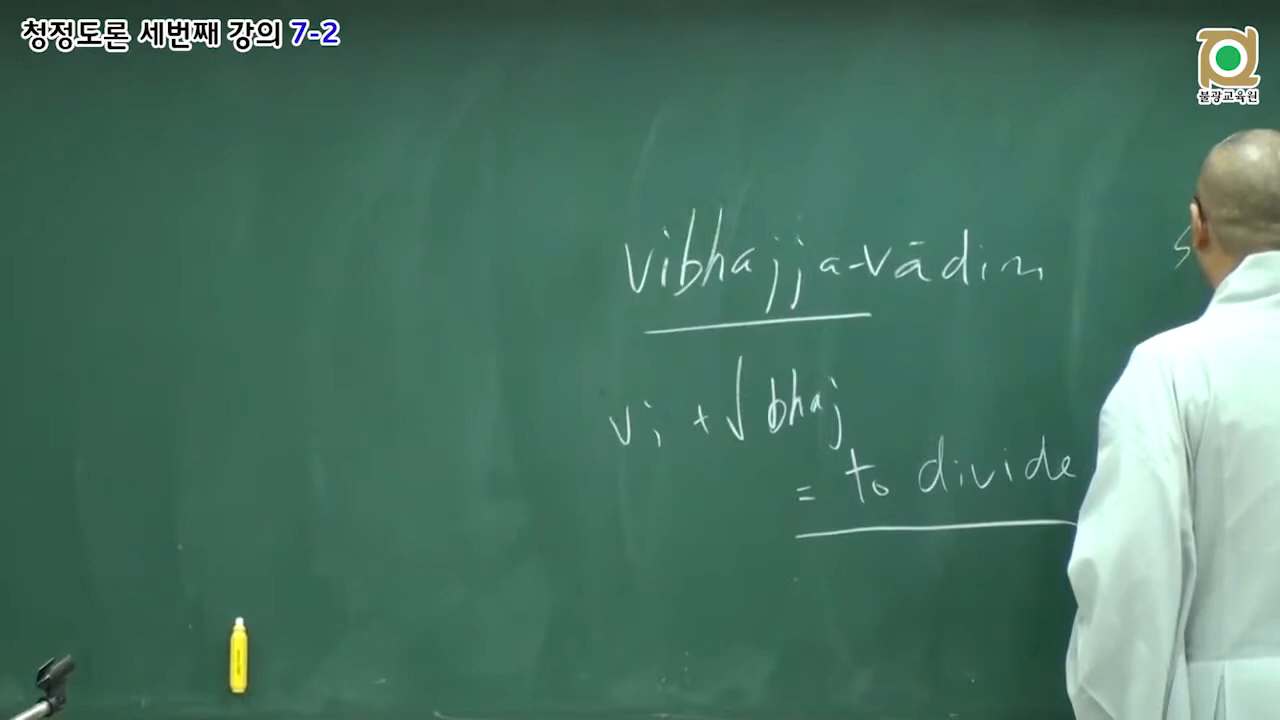 청정도론 세번째 강의 7-2
불광교육원
vibhajja-vādin
vi + √bhaj
= to divide